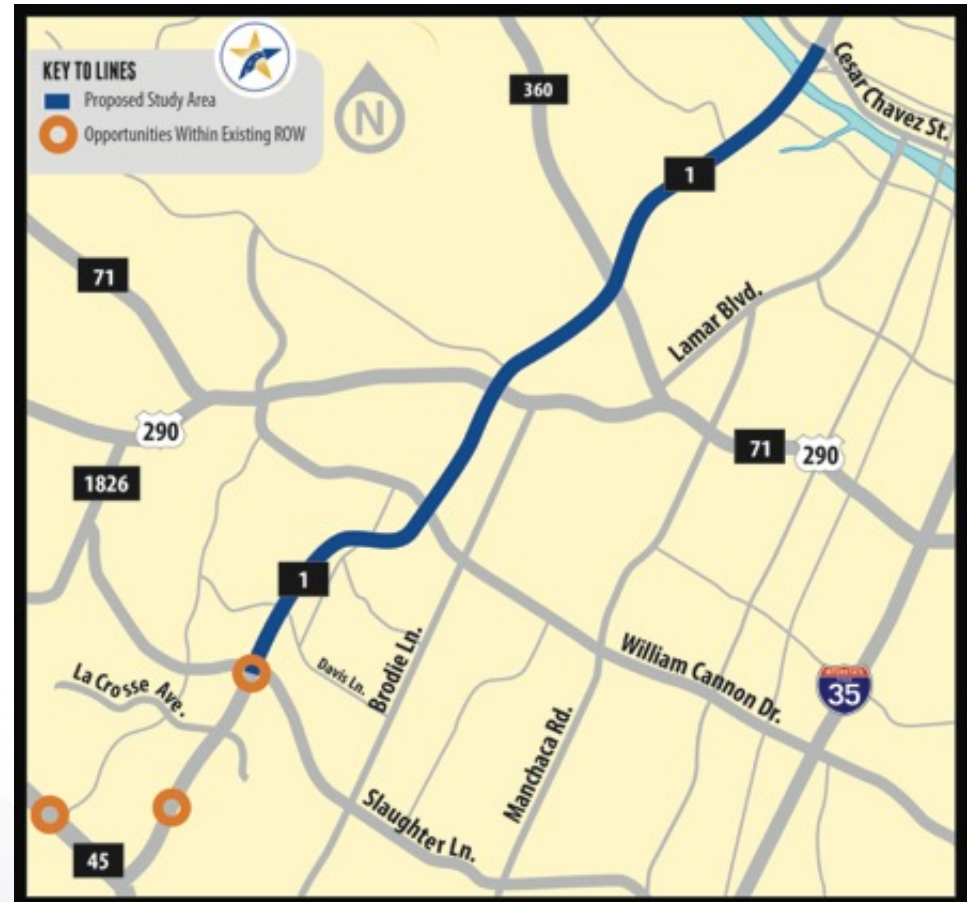 KEY TO LINES
Proposed Study Area
Opportunities Within Existing ROW
N
360
Cesar Chavez St.
1
71
Lamar Blvd.
290
71
290
1826
1
La Crosse Ave.
Davis Ln.
Brodie Ln.
William Cannon Dr.
INTERSTATE
35
Manchaca Rd.
Slaughter Ln.
45